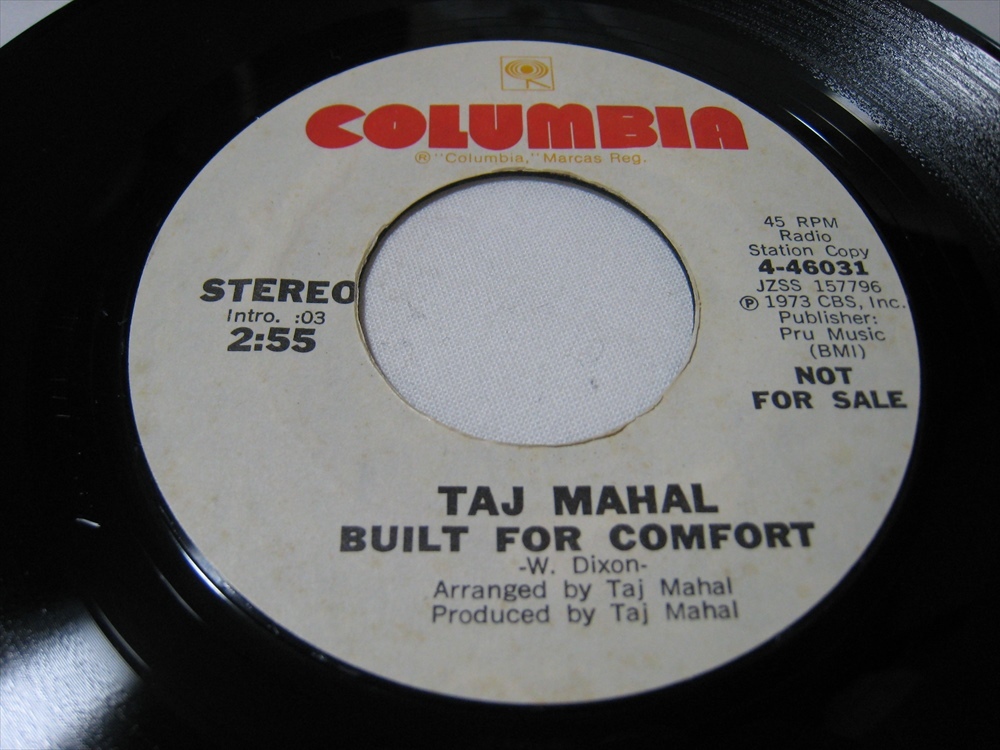 COLUMBIA
® "Columbia," Marcas Reg.
STEREO
Intro. :03
2:55
45 RPM
Radio
Station Copy
4-46031
JZSS 157796
℗ 1973 CBS, Inc.
Publisher:
Pru Music
(BMI)
NOT
FOR SALE
TAJ MAHAL
BUILT FOR COMFORT
-W. Dixon-
Arranged by Taj Mahal
Produced by Taj Mahal